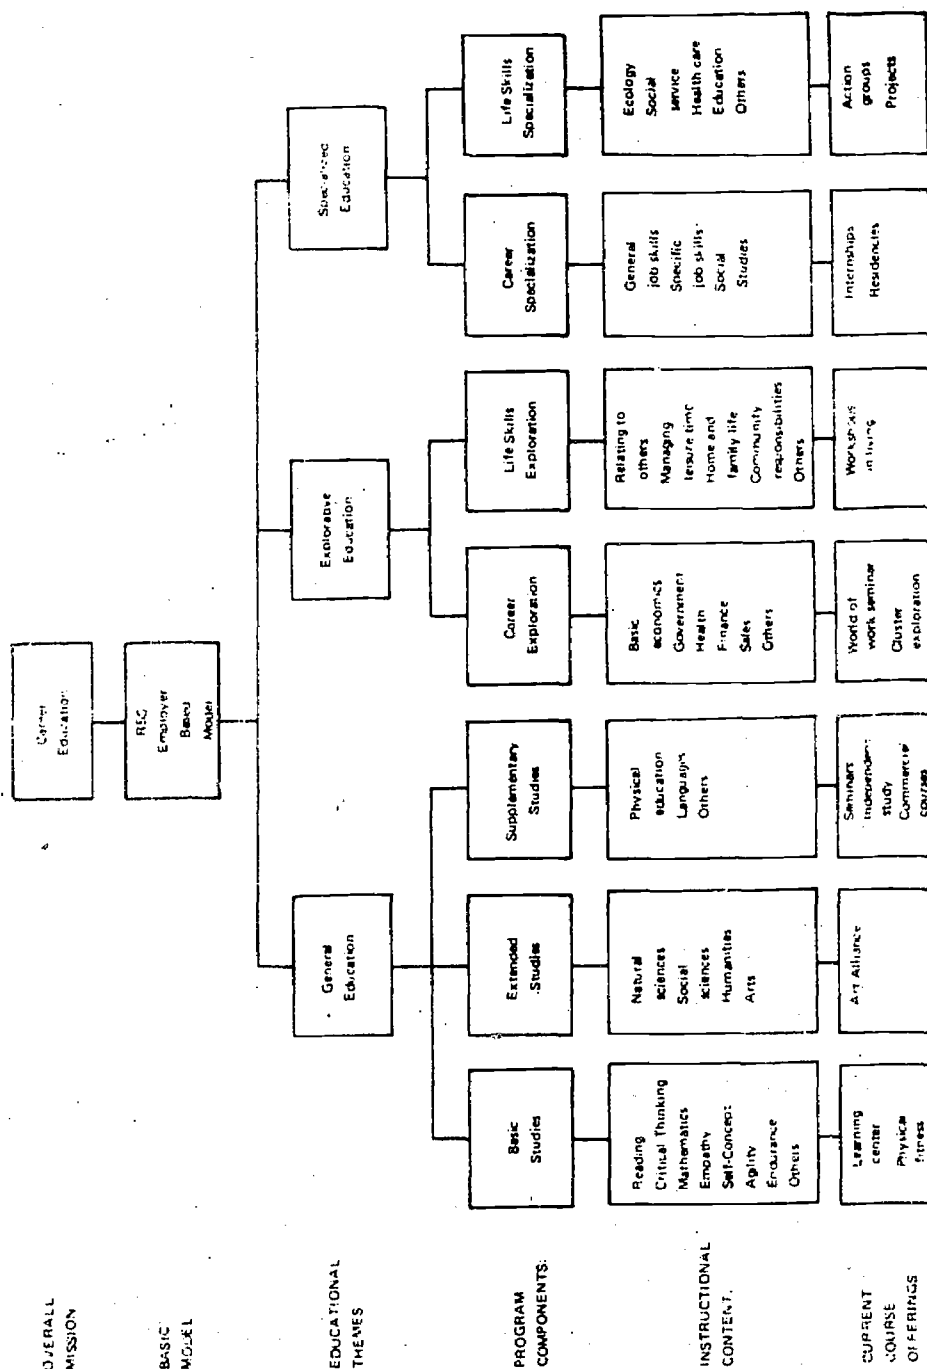 OVERALL
MISSION
Career
Education
BASIC
MODEL
Employer
Based
Model
EDUCATIONAL
THEMES
General
Education
Explorative
Education
Specialized
Education
PROGRAM
COMPONENTS:
Basic
Studies
Extended
Studies
Supplementary
Studies
Career
Exploration
Life Skills
Exploration
Career
Specialization
Life Skills
Specialization
INSTRUCTIONAL
CONTENT:
Reading
Critical Thinking
Mathematics
Empathy
Self-Concept
Agility
Endurance
Others
Natural
sciences
Social
sciences
Humanities
Arts
Physical
education
Languages
Others
Basic
economics
Government
Health
Finance
Sales
Others
Relating to
others
Managing
leisure time
Home and
family life
Community
responsibilities
Others
General
job skills
Specific
job skills
Social
Studies
Ecology
Social
service
Health care
Education
Others
CURRENT
COURSE
OFFERINGS
Learning
center
Physical
fitness
Art Alliance
Seminars
Independent
study
Commercial
courses
World of
work seminar
Cluster
exploration
Workshops
in living
Internships
Residencies
Action
groups
Projects